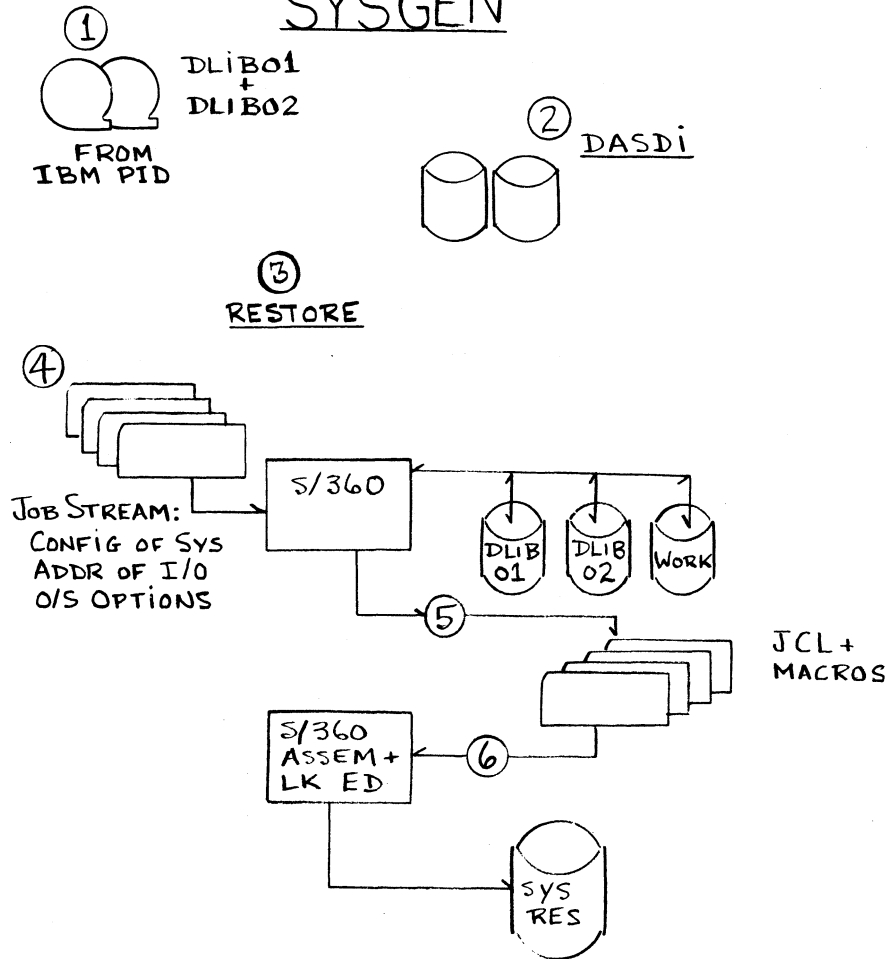 SYSGEN
1
DLIB01
+
DLIB02
FROM
IBM PID
2
DASDi
3
RESTORE
4
S/360
JOB STREAM:
CONFIG OF SYS
ADDR OF I/O
O/S OPTIONS
DLIB
01
DLIB
02
WORK
5
JCL +
MACROS
S/360
ASSEM +
LK ED
6
SYS
RES